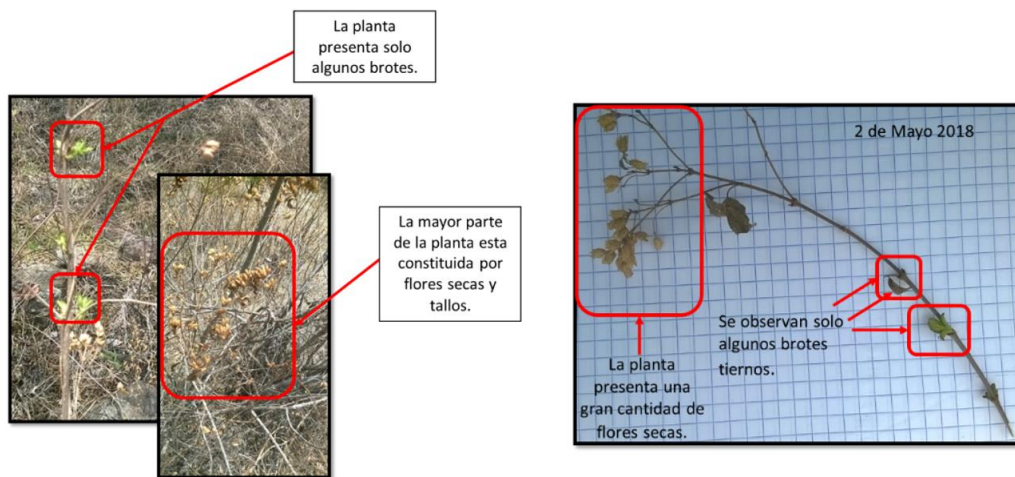 La planta
presenta solo
algunos brotes.
La mayor parte
de la planta esta
constituida por
flores secas y
tallos.
2 de Mayo 2018
Se observan solo
algunos brotes
tiernos.
La planta
presenta una
gran cantidad de
flores secas.